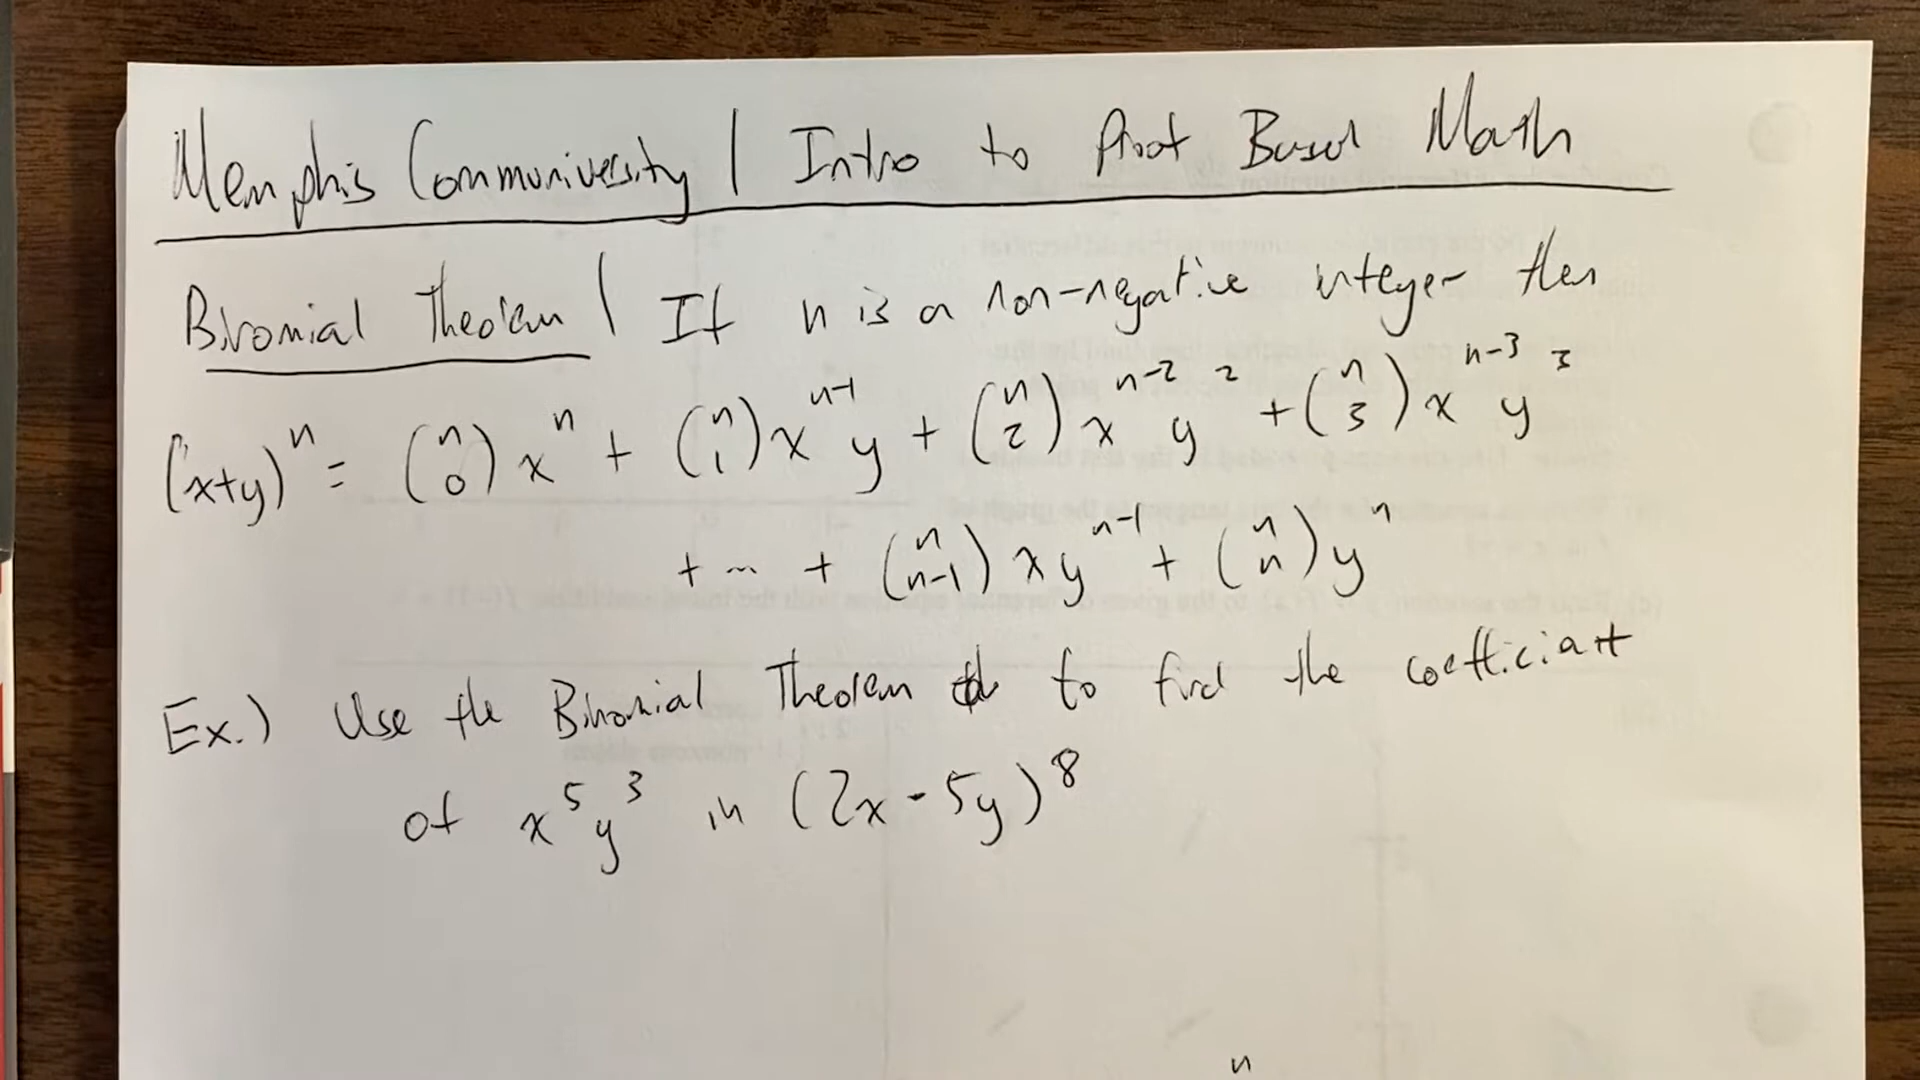 Memphis Communiversity | Intro to Proof Based Math
Binomial Theorem | If n is a non-negative integer then
(x+y)^n = (n 0) x^n + (n 1) x^{n-1} y + (n 2) x^{n-2} y^2 + (n 3) x^{n-3} y^3
+ ... + (n n-1) x y^{n-1} + (n n) y^n
Ex.) Use the Binomial Theorem to find the coefficient
of x^5 y^3 in (2x - 5y)^8
n